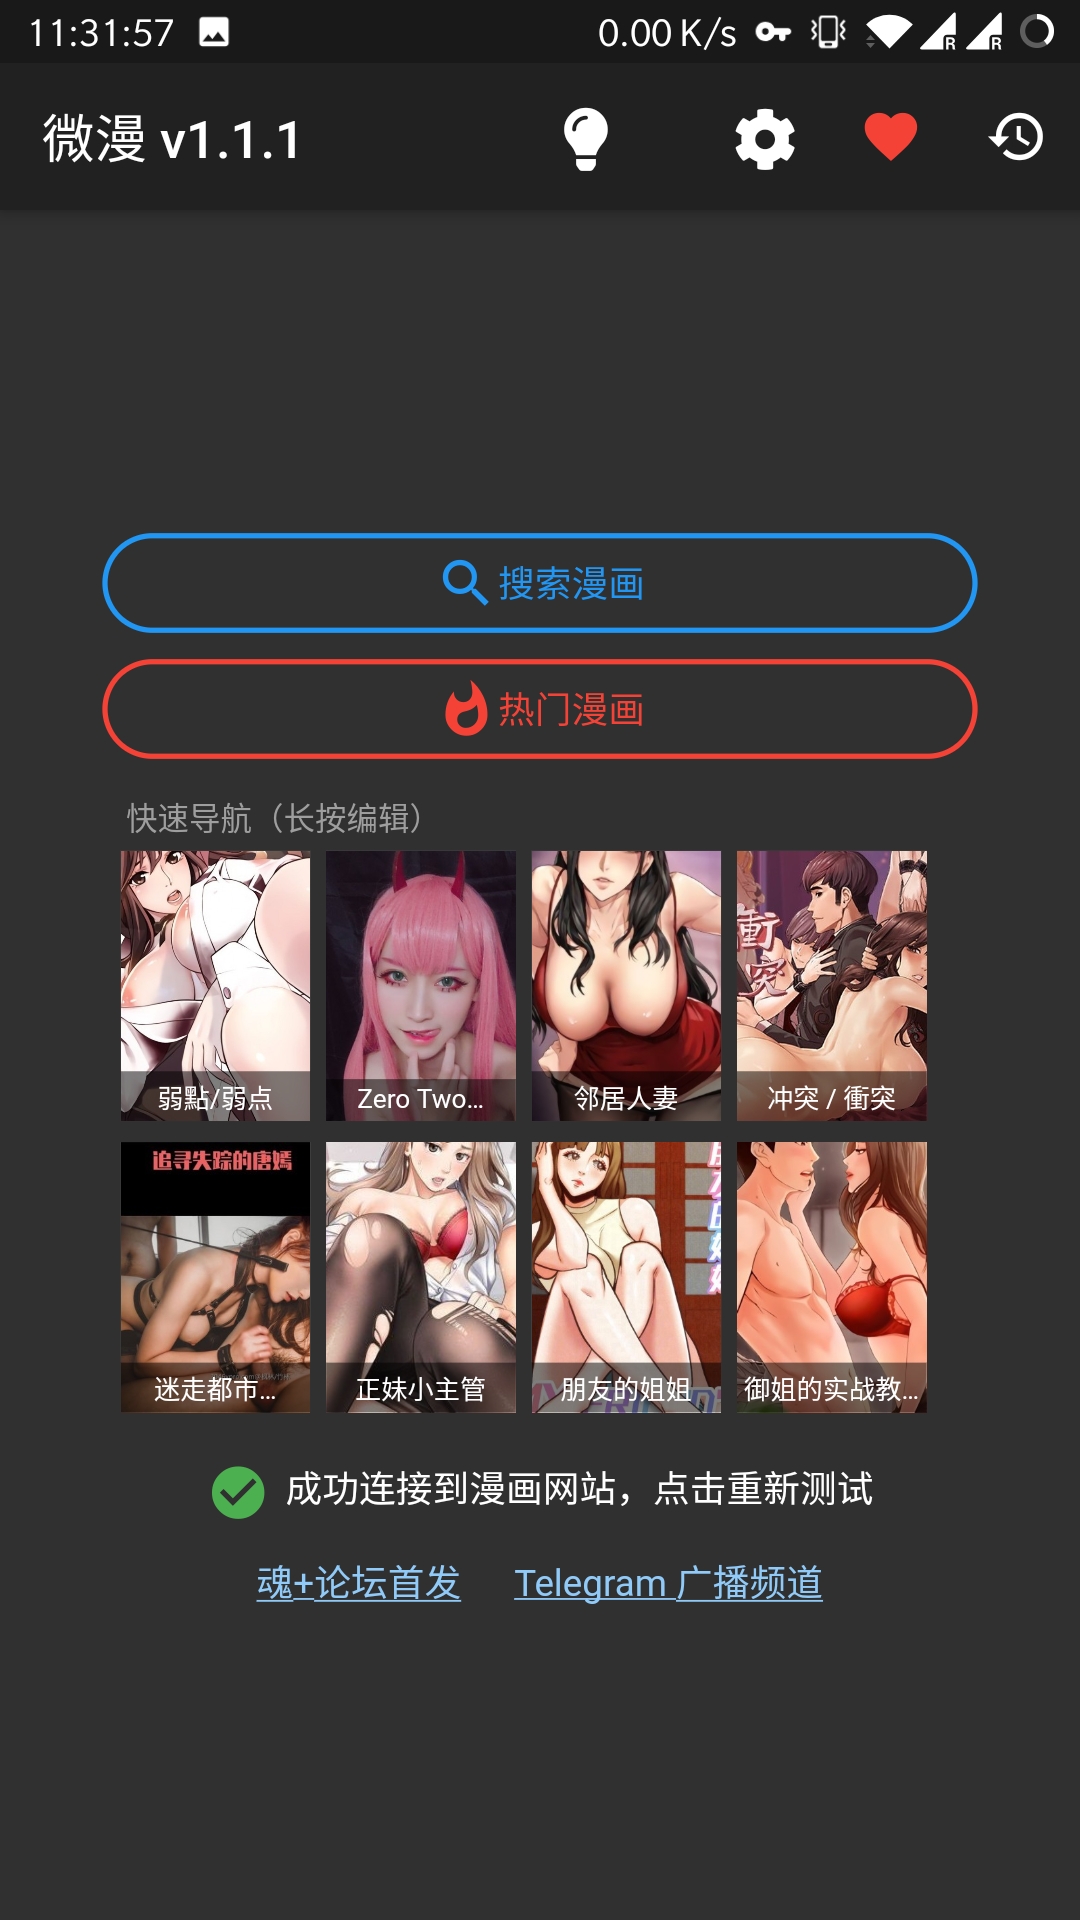 11:31:57
0.00 K/s
R R
微漫 v1.1.1
搜索漫画
热门漫画
快速导航（长按编辑）
衝突
弱點/弱点
Zero Two...
邻居人妻
冲突 / 衝突
追寻失踪的唐嫣
迷走都市...
正妹小主管
朋友的姐姐
御姐的实战教...
成功连接到漫画网站，点击重新测试
魂+论坛首发
Telegram 广播频道